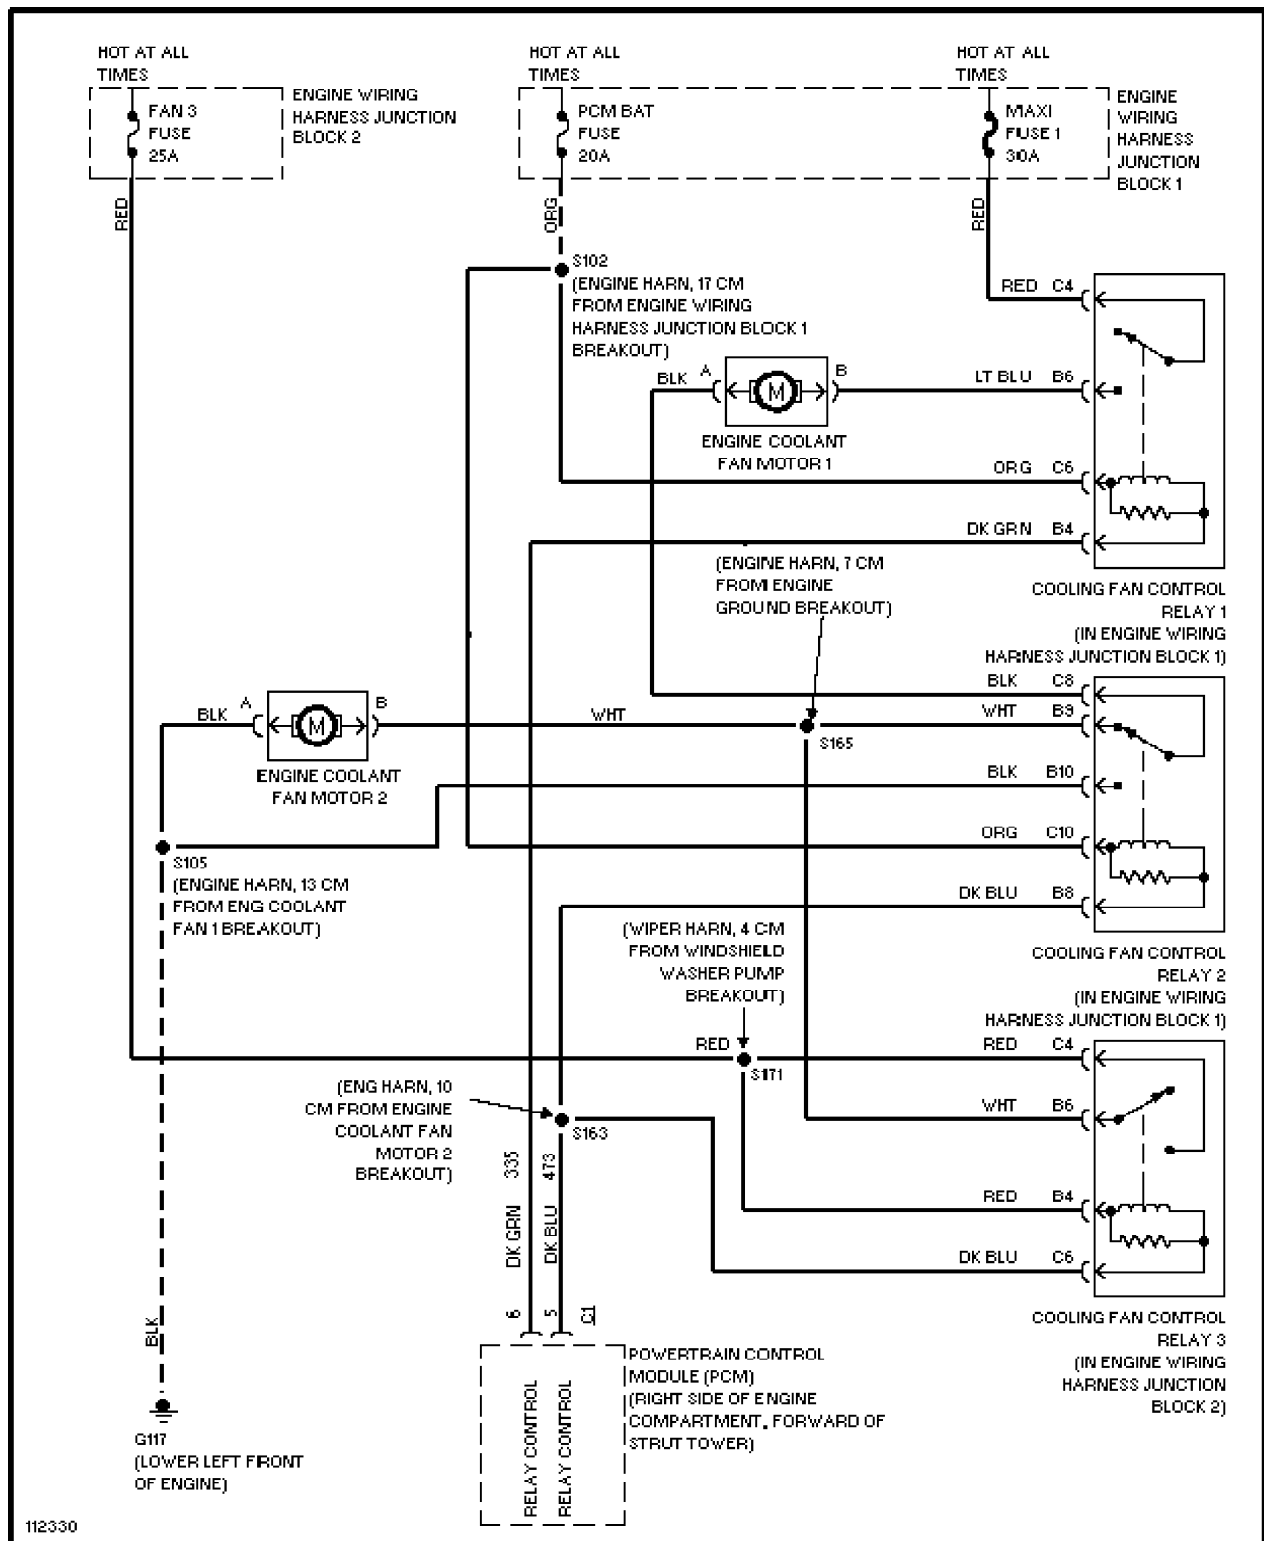 HOT AT ALL
TIMES
FAN 3
FUSE
25A
ENGINE WIRING
HARNESS JUNCTION
BLOCK 2
HOT AT ALL
TIMES
PCM BAT
FUSE
20A
HOT AT ALL
TIMES
MAXI
FUSE 1
30A
ENGINE
WIRING
HARNESS
JUNCTION
BLOCK 1
RED
ORG
RED
S102
(ENGINE HARN, 17 CM
FROM ENGINE WIRING
HARNESS JUNCTION BLOCK 1
BREAKOUT)
RED C4
BLK A
B
LT BLU B6
ENGINE COOLANT
FAN MOTOR 1
ORG C6
DK GRN B4
(ENGINE HARN, 7 CM
FROM ENGINE
GROUND BREAKOUT)
COOLING FAN CONTROL
RELAY 1
(IN ENGINE WIRING
HARNESS JUNCTION BLOCK 1)
BLK C8
BLK A
M
B
WHT
S165
WHT B9
ENGINE COOLANT
FAN MOTOR 2
M
BLK B10
ORG C10
S105
(ENGINE HARN, 13 CM
FROM ENG COOLANT
FAN 1 BREAKOUT)
DK BLU B8
(WIPER HARN, 4 CM
FROM WINDSHIELD
WASHER PUMP
BREAKOUT)
COOLING FAN CONTROL
RELAY 2
(IN ENGINE WIRING
HARNESS JUNCTION BLOCK 1)
RED
S171
RED C4
(ENG HARN, 10
CM FROM ENGINE
COOLANT FAN
MOTOR 2
BREAKOUT)
S163
WHT B6
335
473
RED B4
DK GRN
DK BLU
DK BLU C6
6
5
C1
BLK
COOLING FAN CONTROL
RELAY 3
(IN ENGINE WIRING
HARNESS JUNCTION
BLOCK 2)
RELAY CONTROL
RELAY CONTROL
POWERTRAIN CONTROL
MODULE (PCM)
(RIGHT SIDE OF ENGINE
COMPARTMENT, FORWARD OF
STRUT TOWER)
G117
(LOWER LEFT FRONT
OF ENGINE)
112330